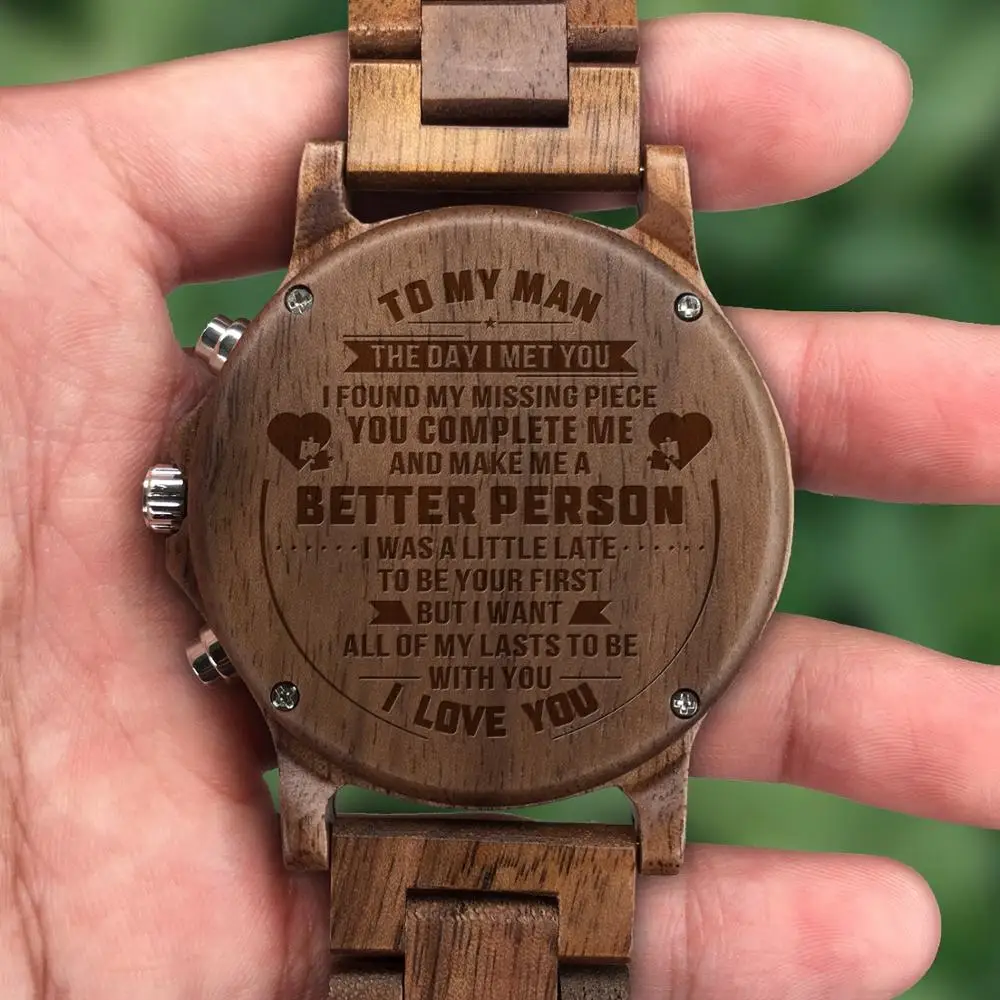 TO MY MAN
THE DAY I MET YOU
I FOUND MY MISSING PIECE
YOU COMPLETE ME
AND MAKE ME A
BETTER PERSON
I WAS A LITTLE LATE
TO BE YOUR FIRST
BUT I WANT
ALL OF MY LASTS TO BE
WITH YOU
I LOVE YOU